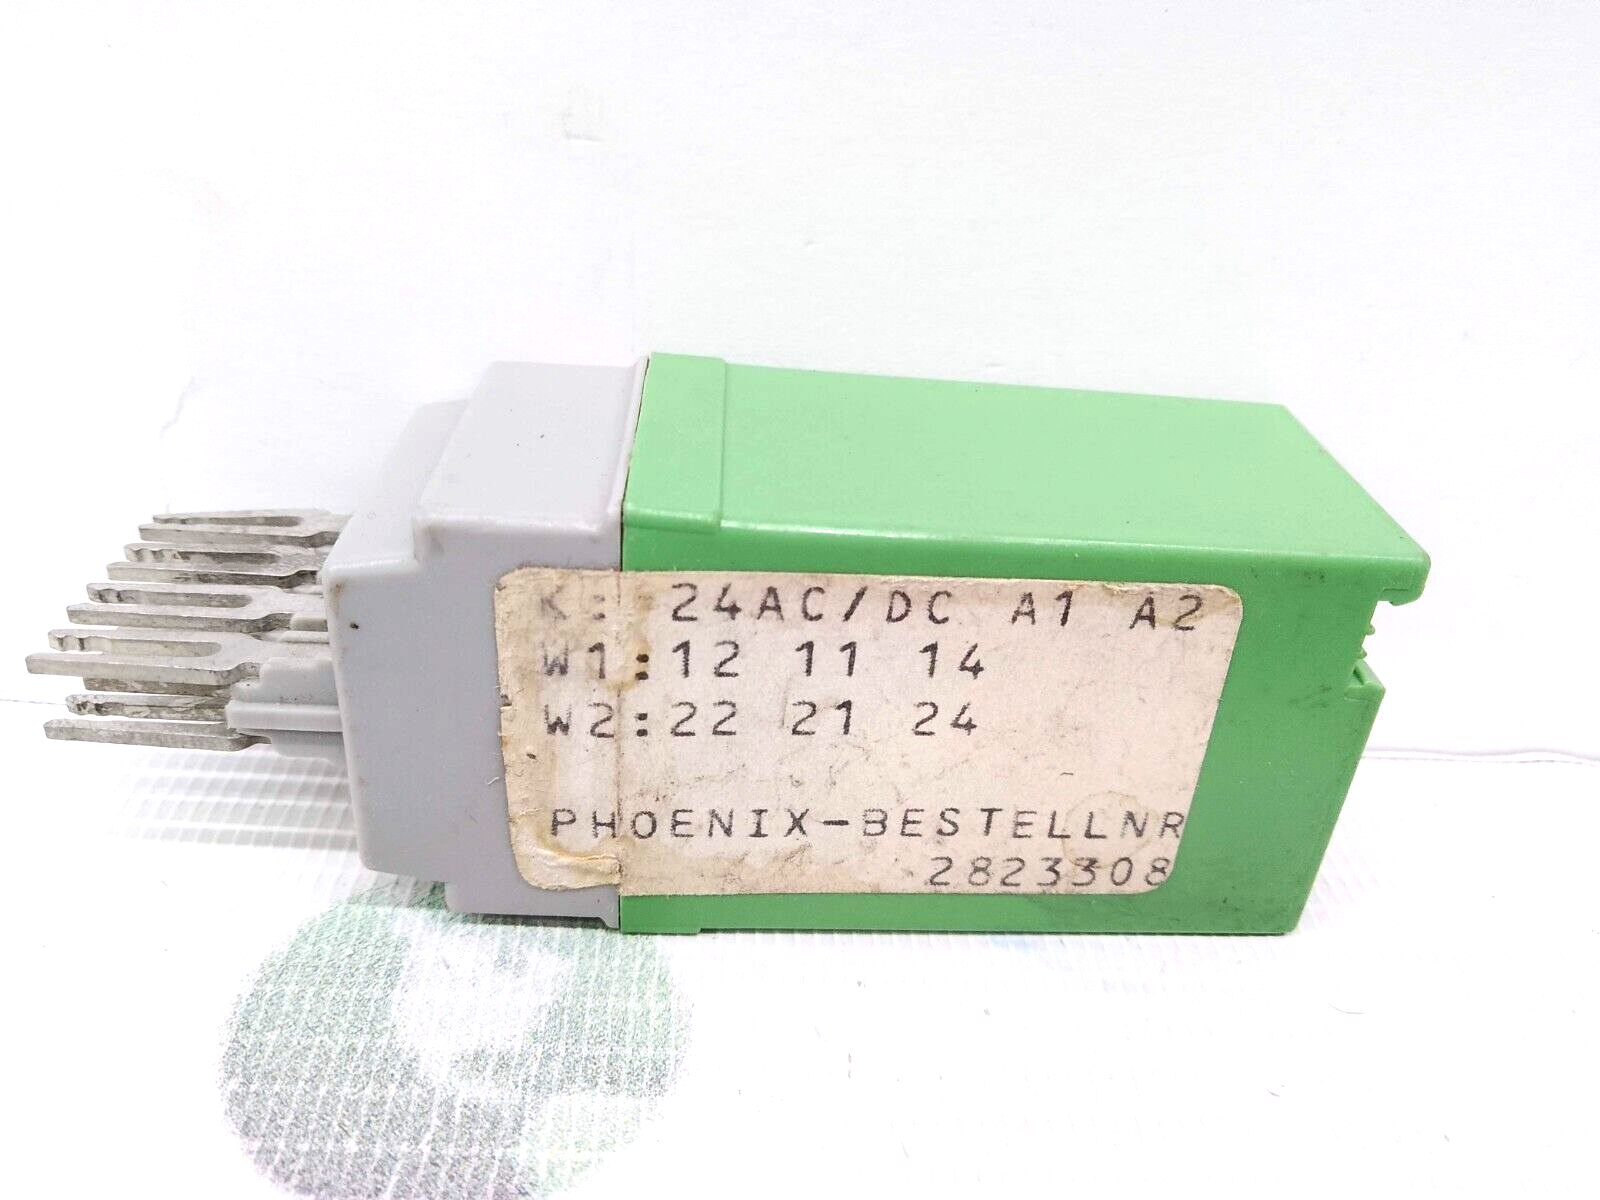 K: 24AC/DC A1 A2
W1:12 11 14
W2:22 21 24
PHOENIX-BESTELLNR
2823308